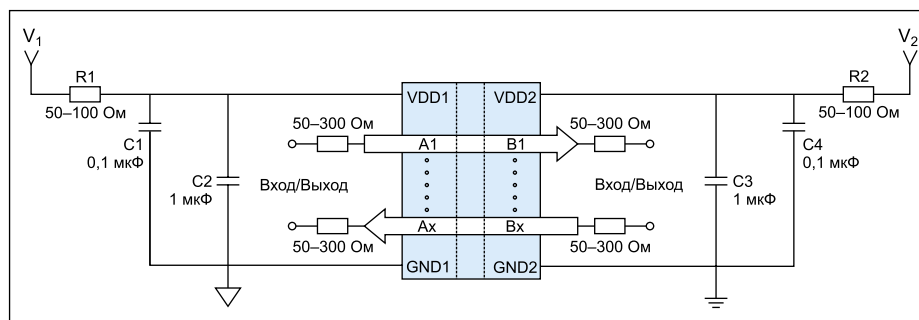 V1
V2
R1
50–100 Ом
R2
50–100 Ом
C1
0,1 мкФ
C2
1 мкФ
C3
1 мкФ
C4
0,1 мкФ
VDD1
VDD2
50–300 Ом
50–300 Ом
A1
B1
Вход/Выход
Вход/Выход
Ax
Bx
50–300 Ом
50–300 Ом
GND1
GND2